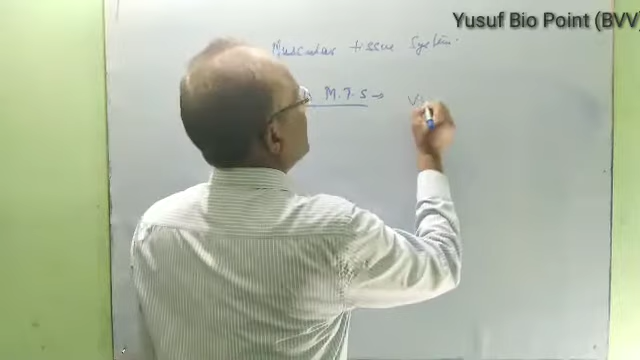 Yusuf Bio Point (BVV)
Muscular tissue System.
M.T.S →